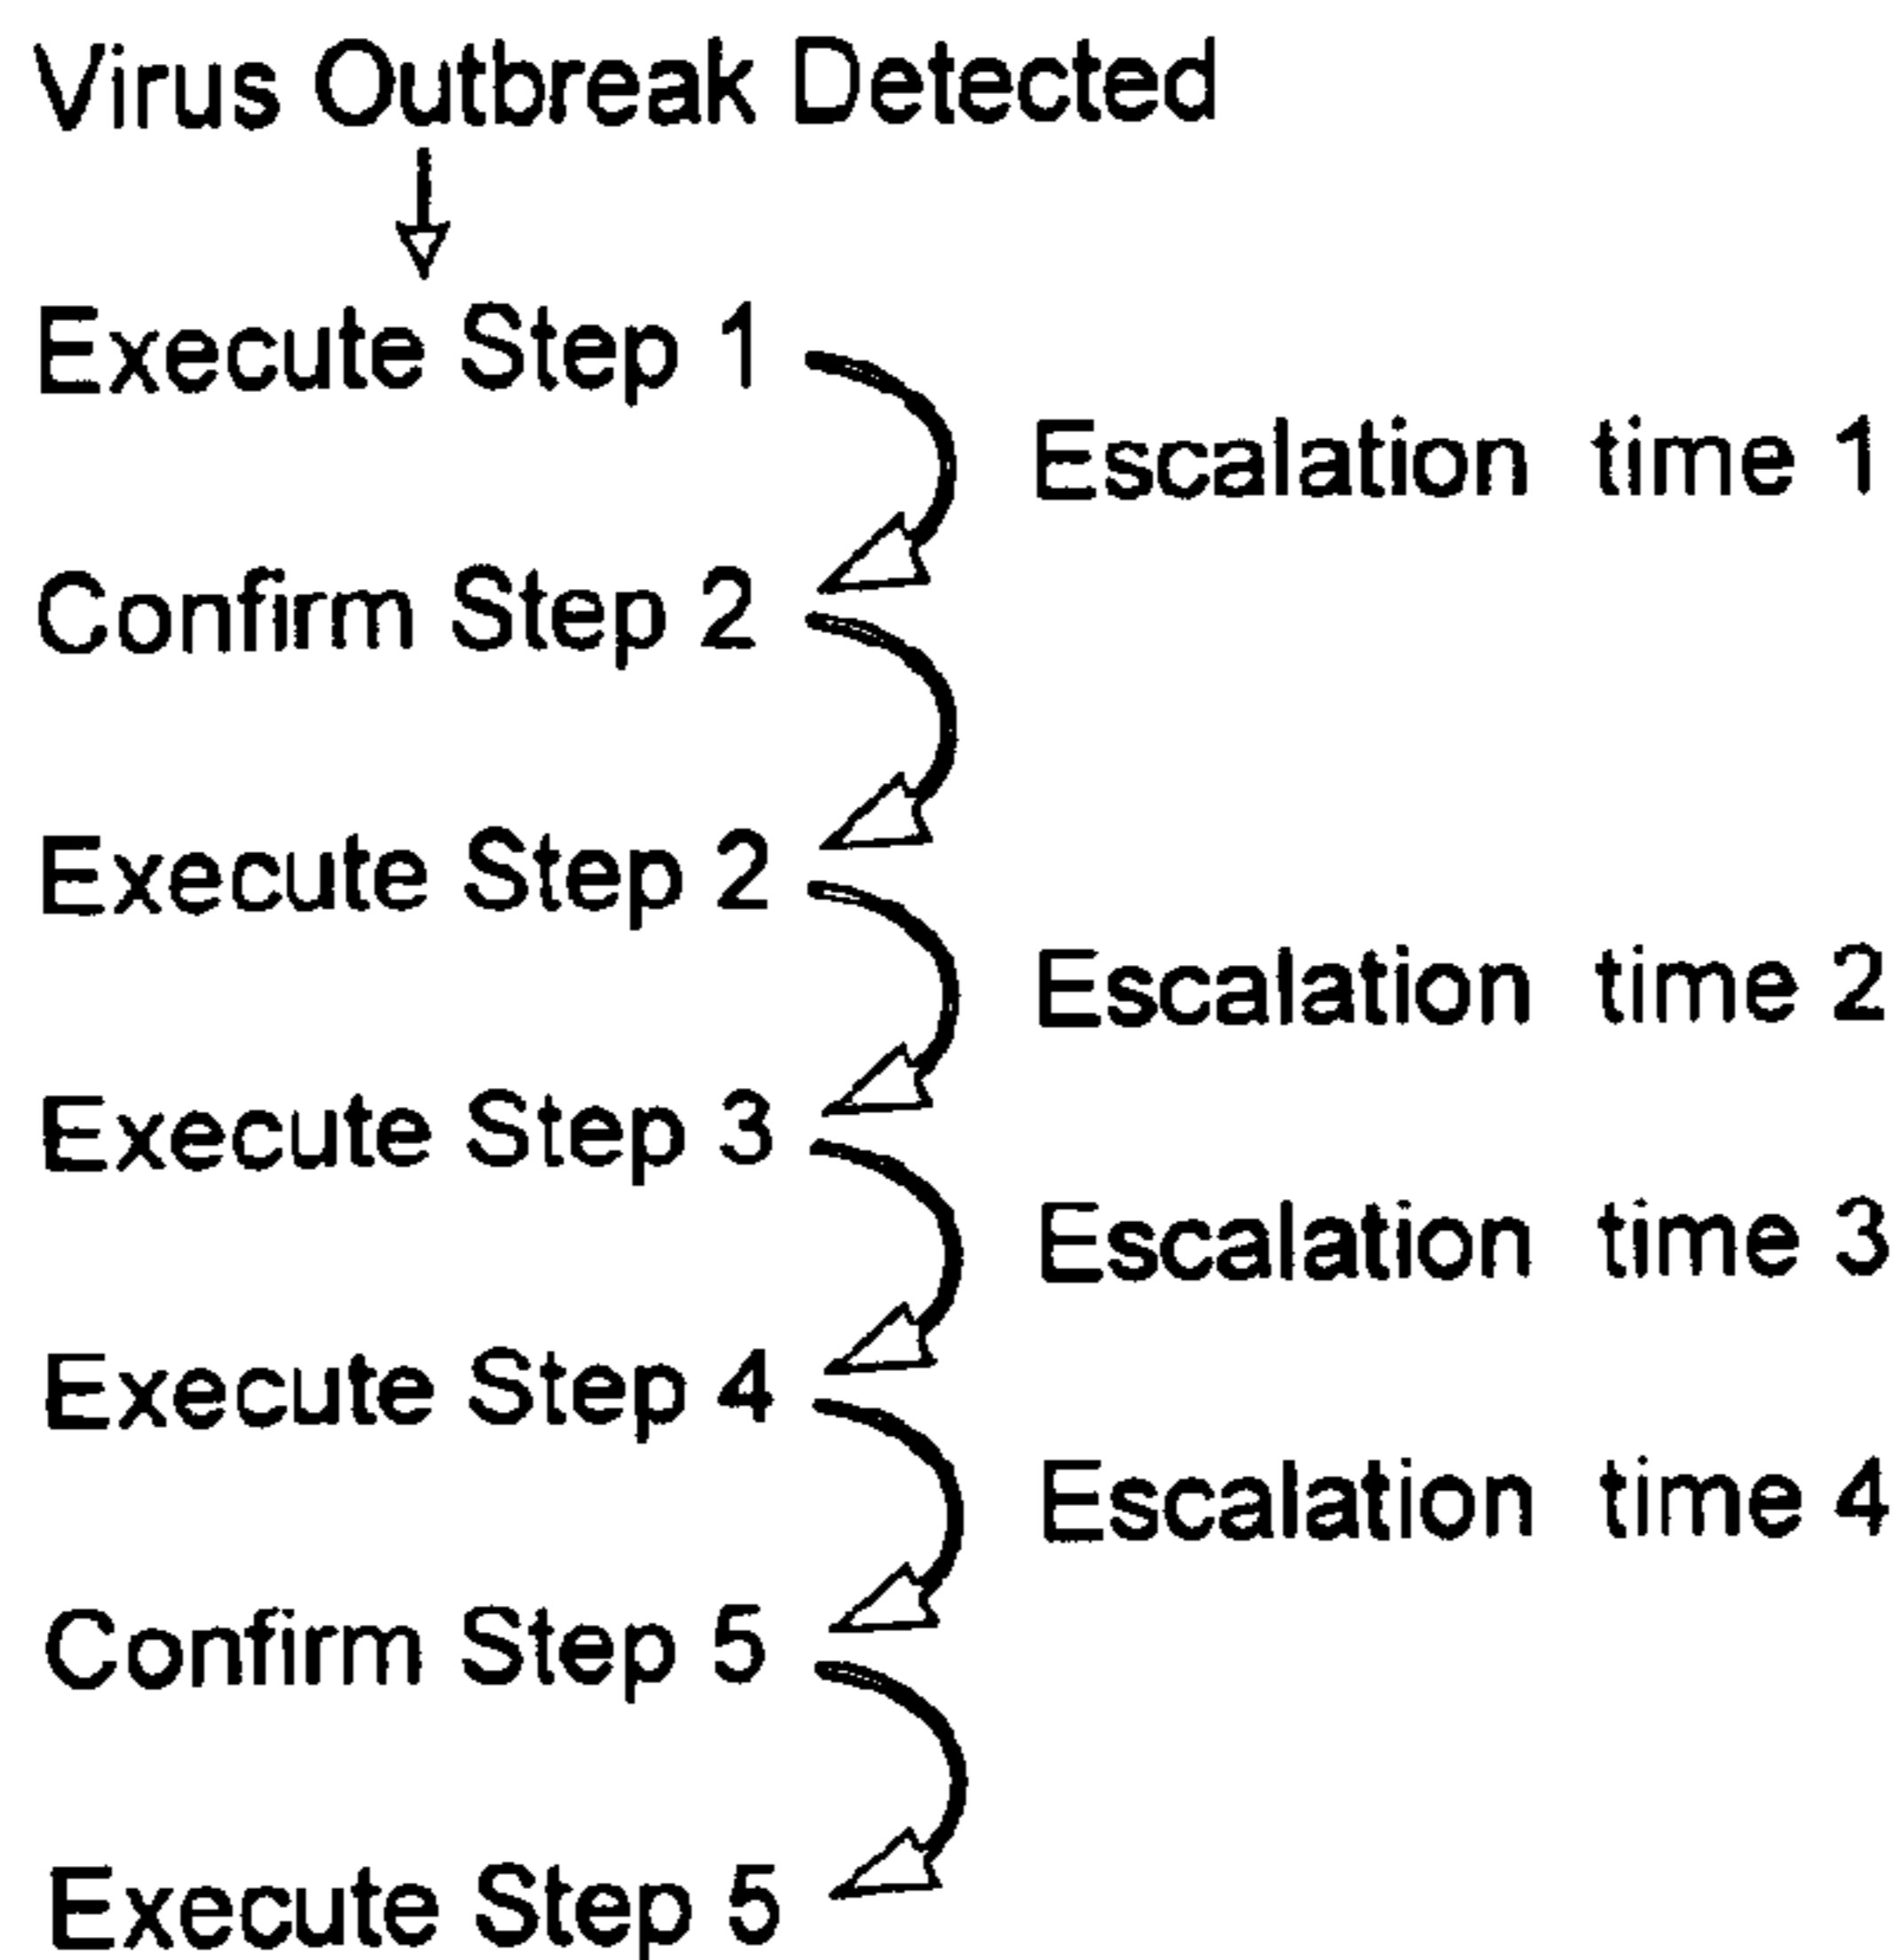 Virus Outbreak Detected
Execute Step 1
Escalation time 1
Confirm Step 2
Execute Step 2
Escalation time 2
Execute Step 3
Escalation time 3
Execute Step 4
Escalation time 4
Confirm Step 5
Execute Step 5